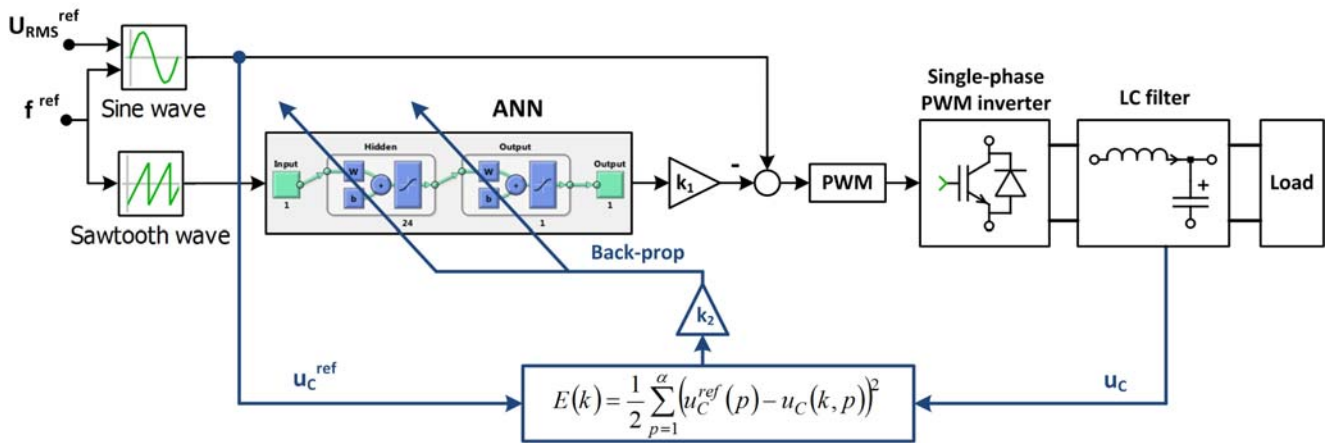 U_RMS^ref
f^ref
Sine wave
Sawtooth wave
ANN
Input
1
Hidden
W
b
+
24
Output
W
b
+
1
Output
1
k₁
-
PWM
Single-phase
PWM inverter
LC filter
+
Load
Back-prop
k₂
u_C^ref
E(k) = \frac{1}{2} \sum_{p=1}^{α} (u_C^{ref}(p) - u_C(k, p))^2
u_C